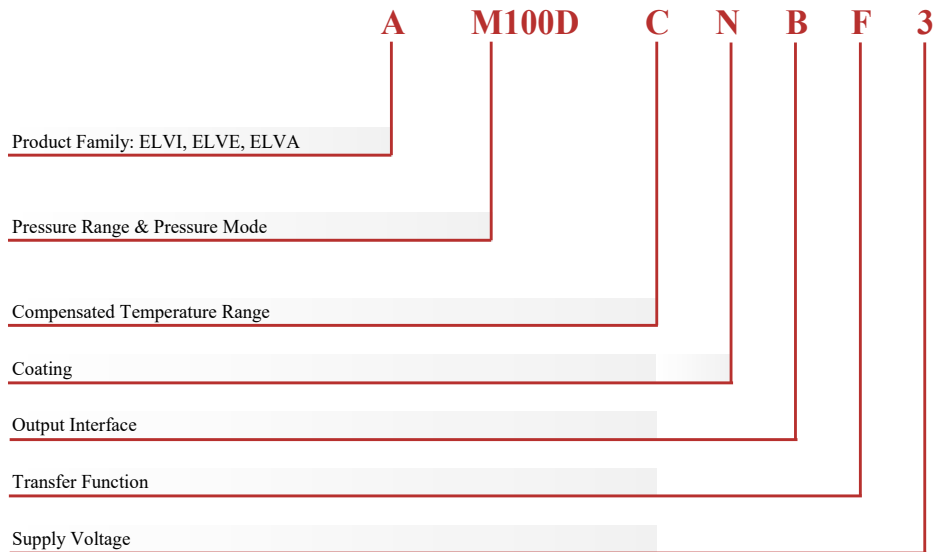 A M100D C N B F 3
Product Family: ELVI, ELVE, ELVA
Pressure Range & Pressure Mode
Compensated Temperature Range
Coating
Output Interface
Transfer Function
Supply Voltage